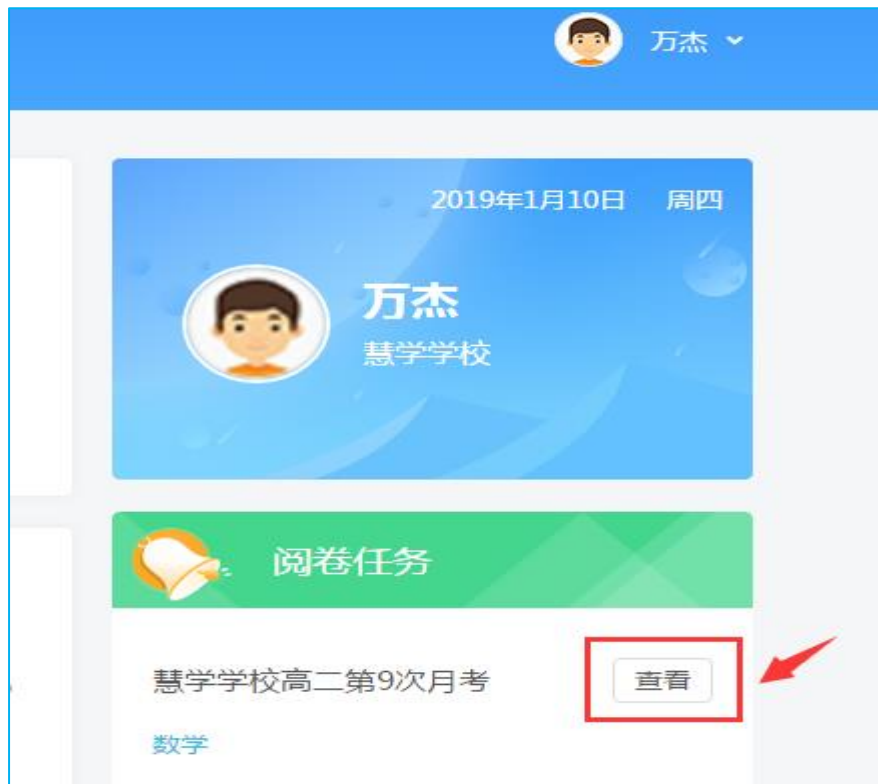 万杰
2019年1月10日 周四
万杰
慧学学校
阅卷任务
慧学学校高二第9次月考
查看
数学